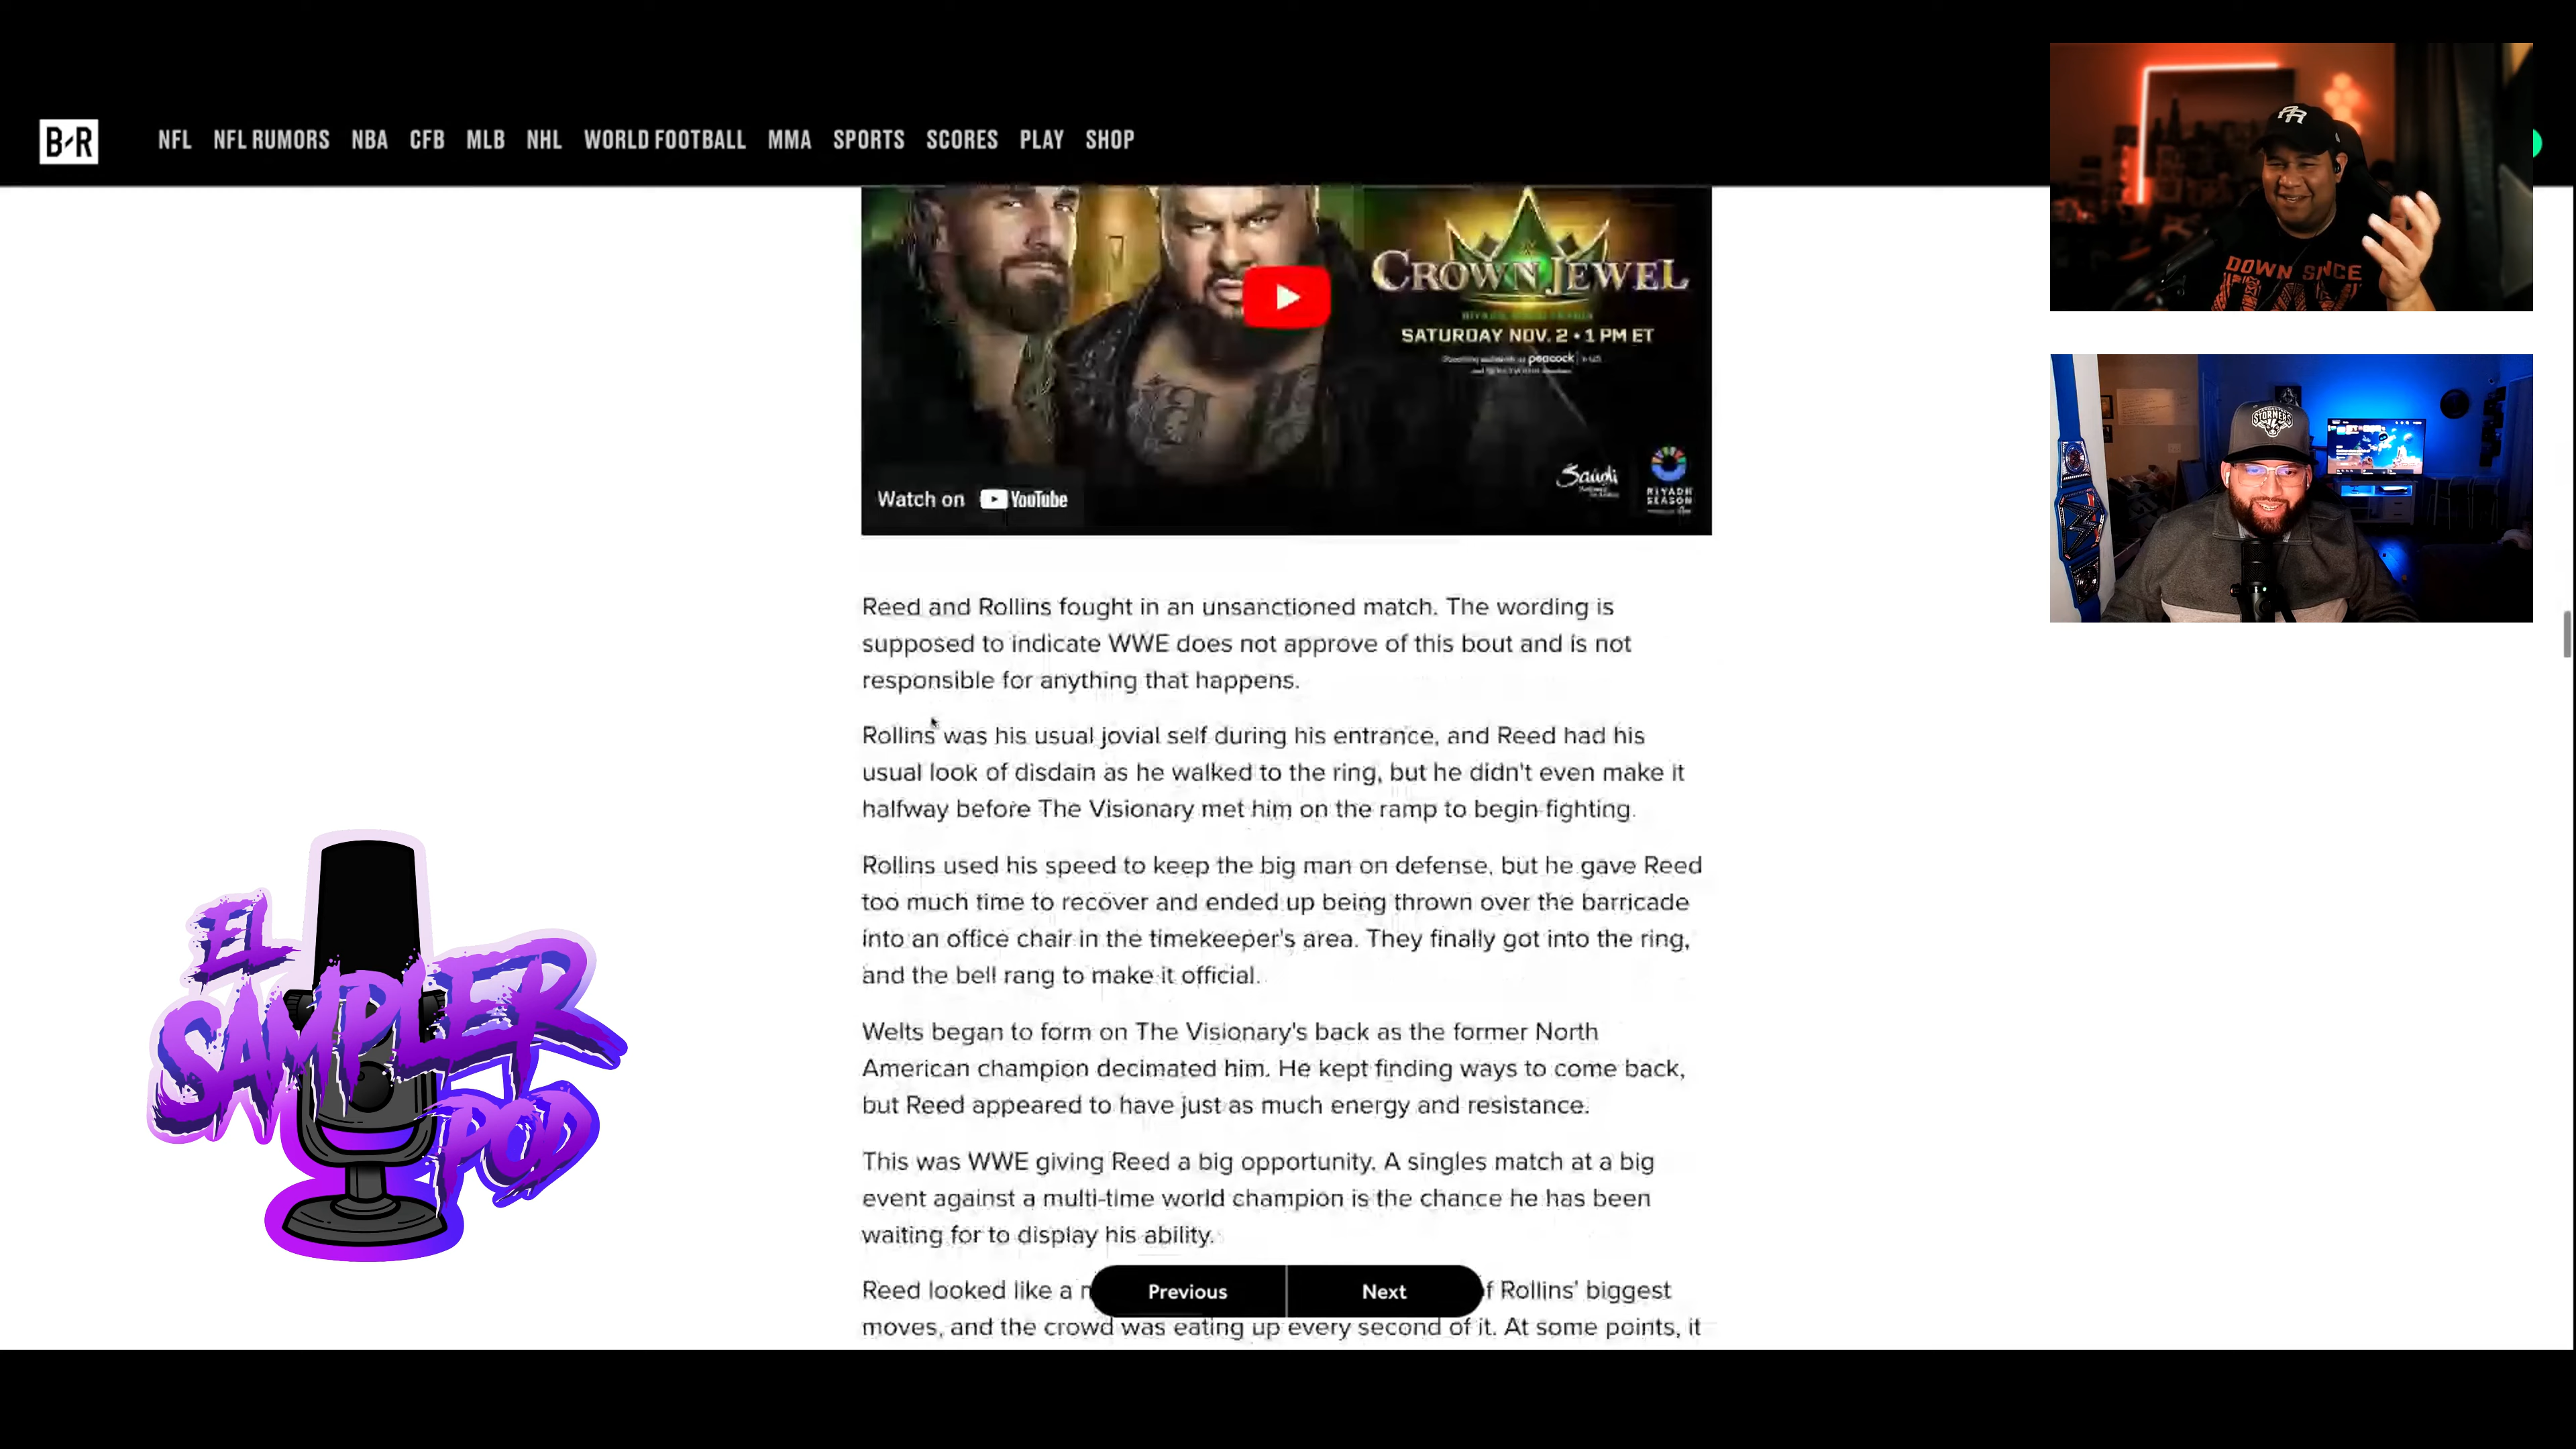 B/R
NFL NFL RUMORS NBA CFB MLB NHL WORLD FOOTBALL MMA SPORTS SCORES PLAY SHOP
DOWN SINCE
STORMERS
CROWN JEWEL
SATURDAY NOV. 2 • 1 PM ET
peacock
Saudi
RIYADH
SEASON
Watch on YouTube
Reed and Rollins fought in an unsanctioned match. The wording is
supposed to indicate WWE does not approve of this bout and is not
responsible for anything that happens.
Rollins was his usual jovial self during his entrance, and Reed had his
usual look of disdain as he walked to the ring, but he didn't even make it
halfway before The Visionary met him on the ramp to begin fighting.
Rollins used his speed to keep the big man on defense, but he gave Reed
too much time to recover and ended up being thrown over the barricade
into an office chair in the timekeeper's area. They finally got into the ring,
and the bell rang to make it official.
Welts began to form on The Visionary's back as the former North
American champion decimated him. He kept finding ways to come back,
but Reed appeared to have just as much energy and resistance.
This was WWE giving Reed a big opportunity. A singles match at a big
event against a multi-time world champion is the chance he has been
waiting for to display his ability.
Reed looked like a
Previous Next
Rollins' biggest
moves, and the crowd was eating up every second of it. At some points, it
EL
SAMPLER
POD